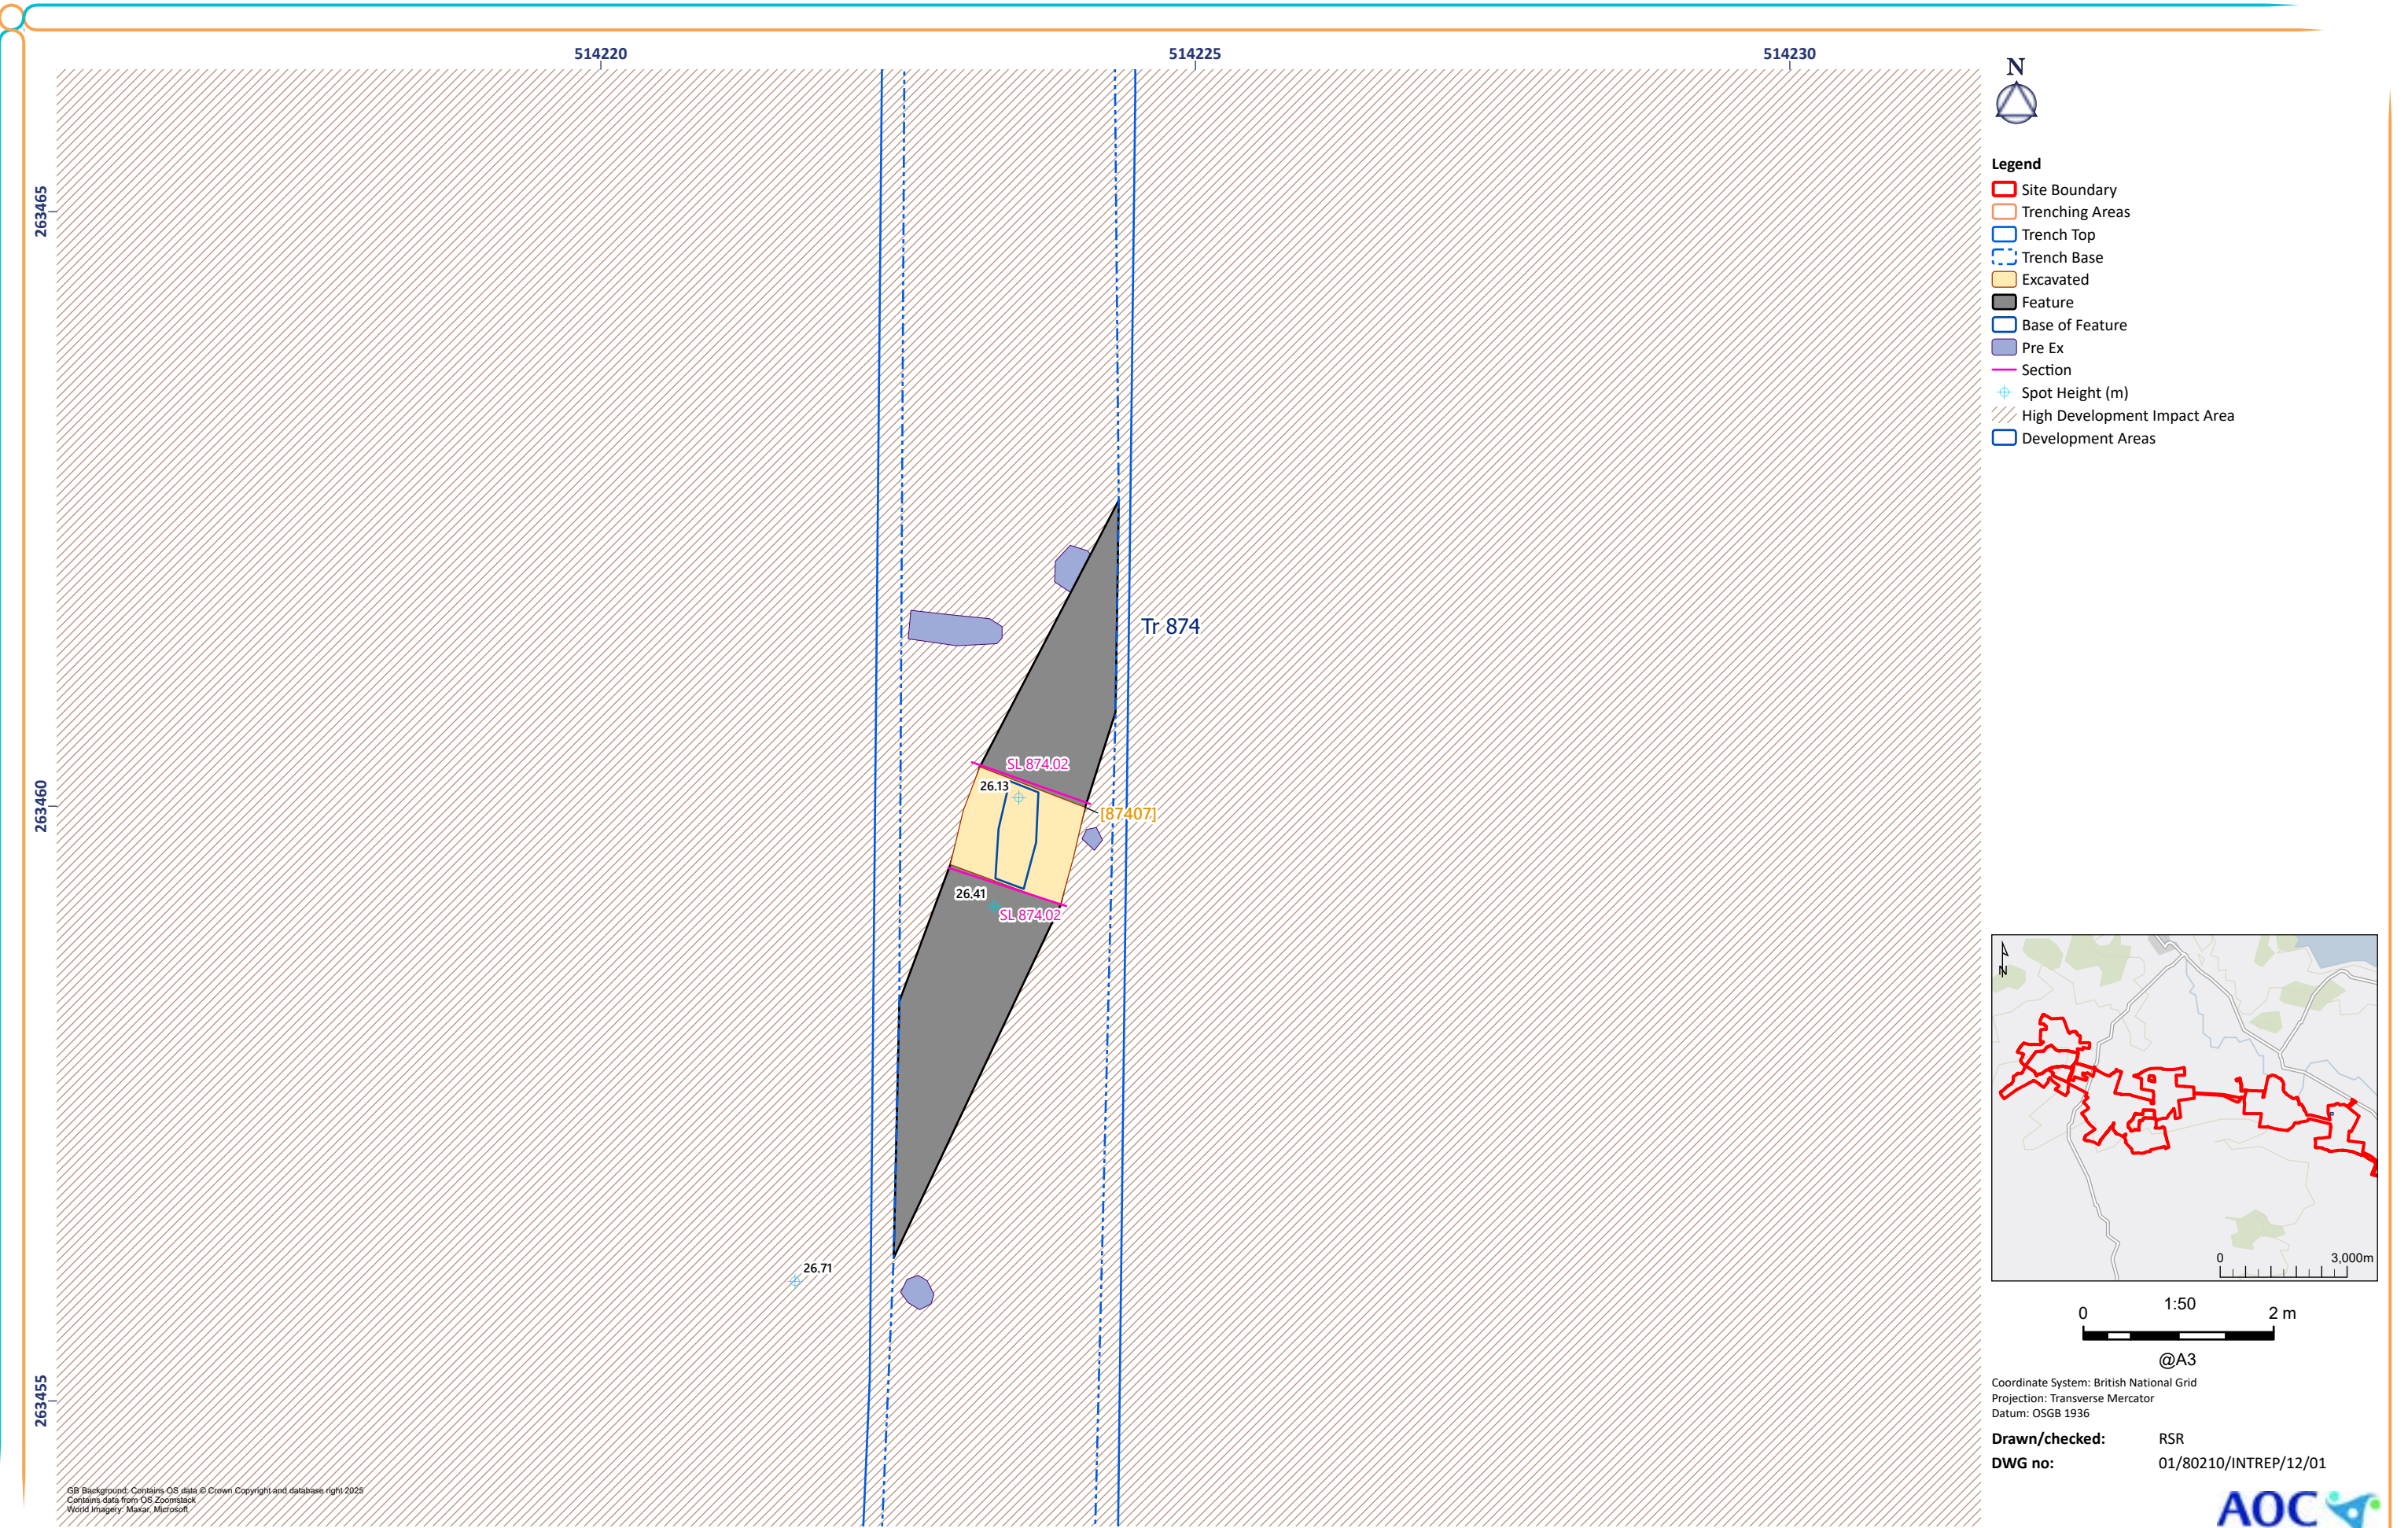 514220
514225
514230
263465
263460
263455
Tr 874
SL 874.02
26.13
[87407]
26.41
SL 874.02
26.71
GB Background: Contains OS data © Crown Copyright and database right 2025
Contains data from OS Zoomstack
World Imagery: Maxar, Microsoft
N
Legend
Site Boundary
Trenching Areas
Trench Top
Trench Base
Excavated
Feature
Base of Feature
Pre Ex
Section
Spot Height (m)
High Development Impact Area
Development Areas
N
0 3,000m
1:50
0 2 m
@A3
Coordinate System: British National Grid
Projection: Transverse Mercator
Datum: OSGB 1936
Drawn/checked: RSR
DWG no: 01/80210/INTREP/12/01
AOC